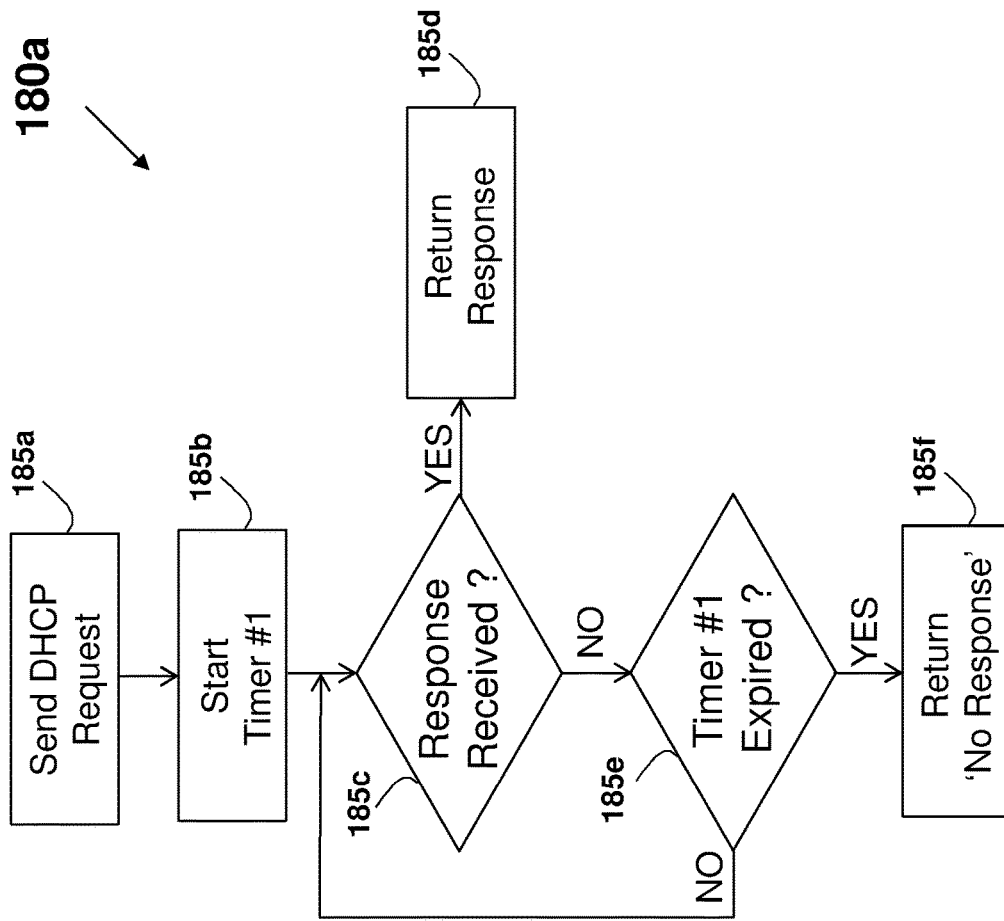 180a
185a
Send DHCP
Request
185b
Start
Timer #1
185c
Response
Received ?
YES
185d
Return
Response
NO
185e
Timer #1
Expired ?
NO
YES
185f
Return
‘No Response’